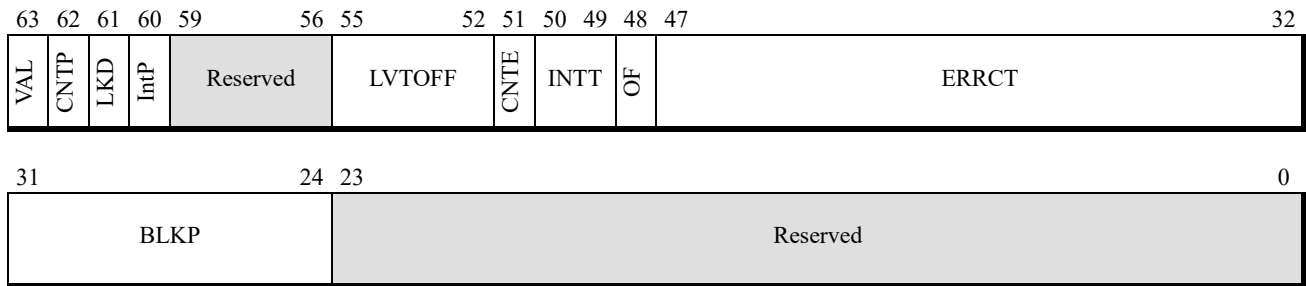 63 62 61 60 59 56 55 52 51 50 49 48 47 32
VAL CNTP LKD IntP Reserved LVTOFF CNTE INTT OF ERRCT
31 24 23 0
BLKP Reserved